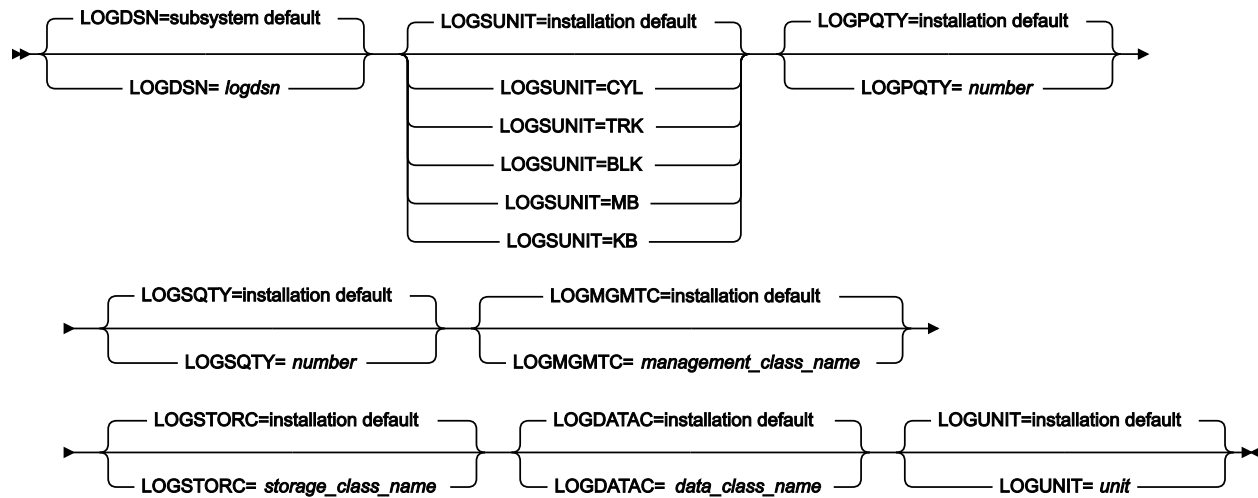 LOGDSN=subsystem default
LOGDSN= logdsn
LOGSUNIT=installation default
LOGSUNIT=CYL
LOGSUNIT=TRK
LOGSUNIT=BLK
LOGSUNIT=MB
LOGSUNIT=KB
LOGPQTY=installation default
LOGPQTY= number
LOGSQTY=installation default
LOGSQTY= number
LOGMGMTC=installation default
LOGMGMTC= management_class_name
LOGSTORC=installation default
LOGSTORC= storage_class_name
LOGDATAC=installation default
LOGDATAC= data_class_name
LOGUNIT=installation default
LOGUNIT= unit